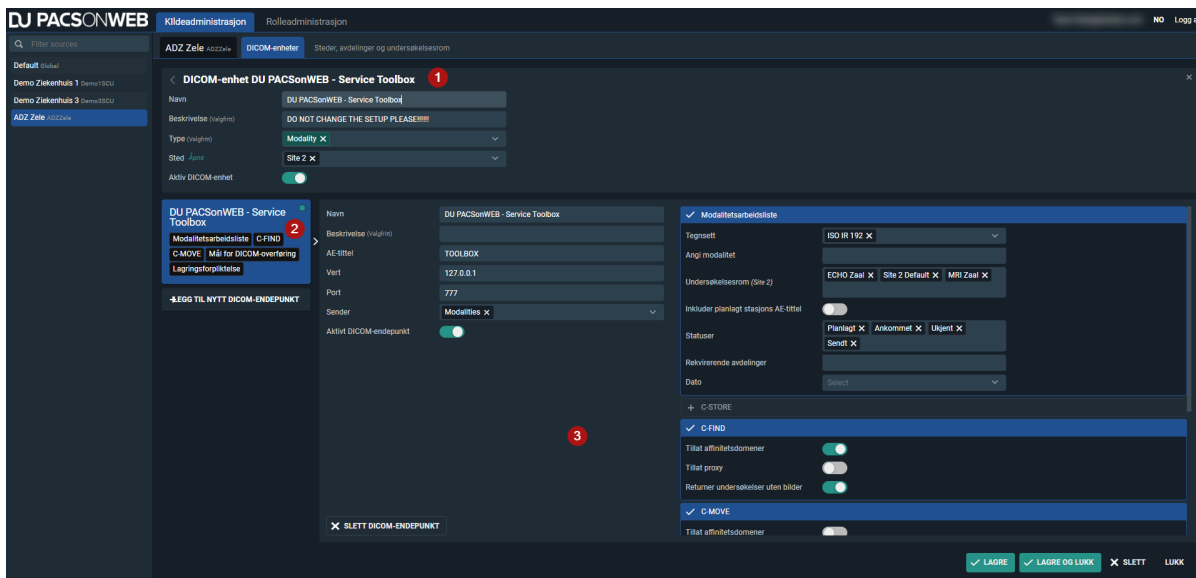 DU PACSONWEB
Kildeadministrasjon
Rolleadministrasjon
NO
Logg a
Filter sources
Default Global
Demo Ziekenhuis 1 Demo1SCU
Demo Ziekenhuis 3 Demo3SCU
ADZ Zele ADZZele
ADZ Zele ADZZele
DICOM-enheter
Steder, avdelinger og undersøkelsesrom
DICOM-enhet DU PACSonWEB - Service Toolbox
1
Navn
DU PACSonWEB - Service Toolbox
Beskrivelse (Valgfritt)
DO NOT CHANGE THE SETUP PLEASE!!!!!!
Type (Valgfritt)
Modality
Sted Åpne
Site 2
Aktiv DICOM-enhet
DU PACSonWEB - Service
Toolbox
2
Modalitetsarbeidsliste C-FIND
C-MOVE Mål for DICOM-overføring
Lagringsforpliktelse
+LEGG TIL NYTT DICOM-ENDEPUNKT
Navn
DU PACSonWEB - Service Toolbox
Beskrivelse (Valgfritt)
AE-tittel
TOOLBOX
Vert
127.0.0.1
Port
777
Sender
Modalities
Aktivt DICOM-endepunkt
3
SLETT DICOM-ENDEPUNKT
Modalitetsarbeidsliste
Tegnsett
ISO IR 192
Angi modalitet
Undersøkelsesrom (Site 2)
ECHO Zaal Site 2 Default MRI Zaal
Inkluder planlagt stasjons AE-tittel
Statuser
Planlagt Ankommet Ukjent
Sendt
Rekvirerende avdelinger
Dato
Select
+ C-STORE
C-FIND
Tillat affinitetsdomener
Tillat proxy
Returner undersøkelser uten bilder
C-MOVE
Tillat affinitetsdomener
LAGRE
LAGRE OG LUKK
SLETT
LUKK